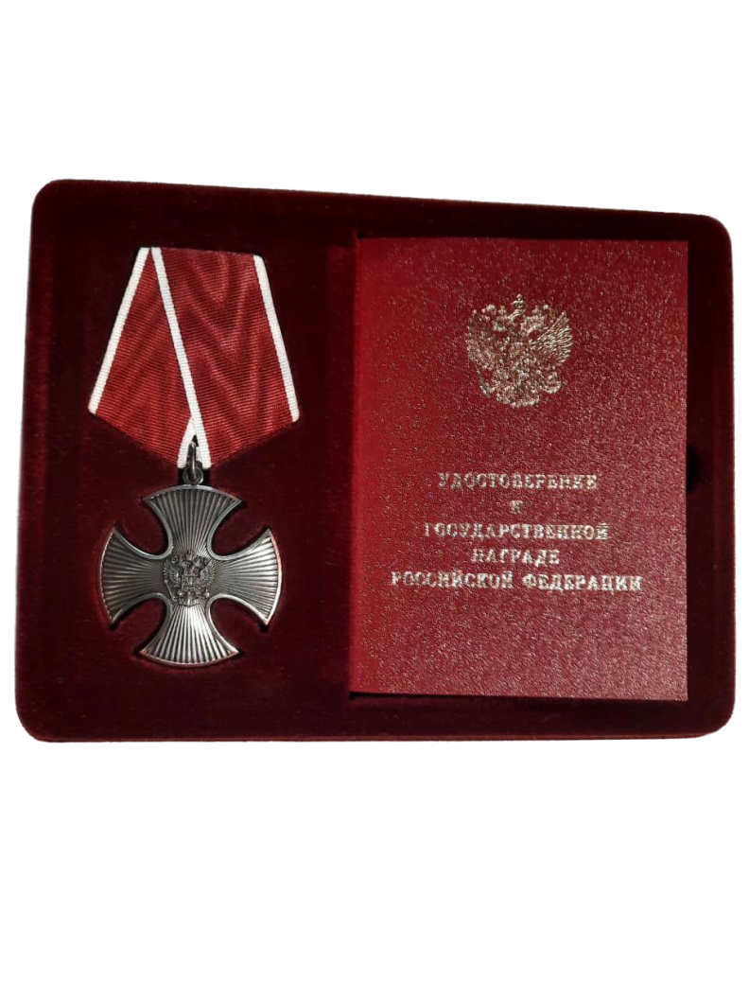 УДОСТОВЕРЕНИЕ
К
ГОСУДАРСТВЕННОЙ
НАГРАДЕ
РОССИЙСКОЙ ФЕДЕРАЦИИ